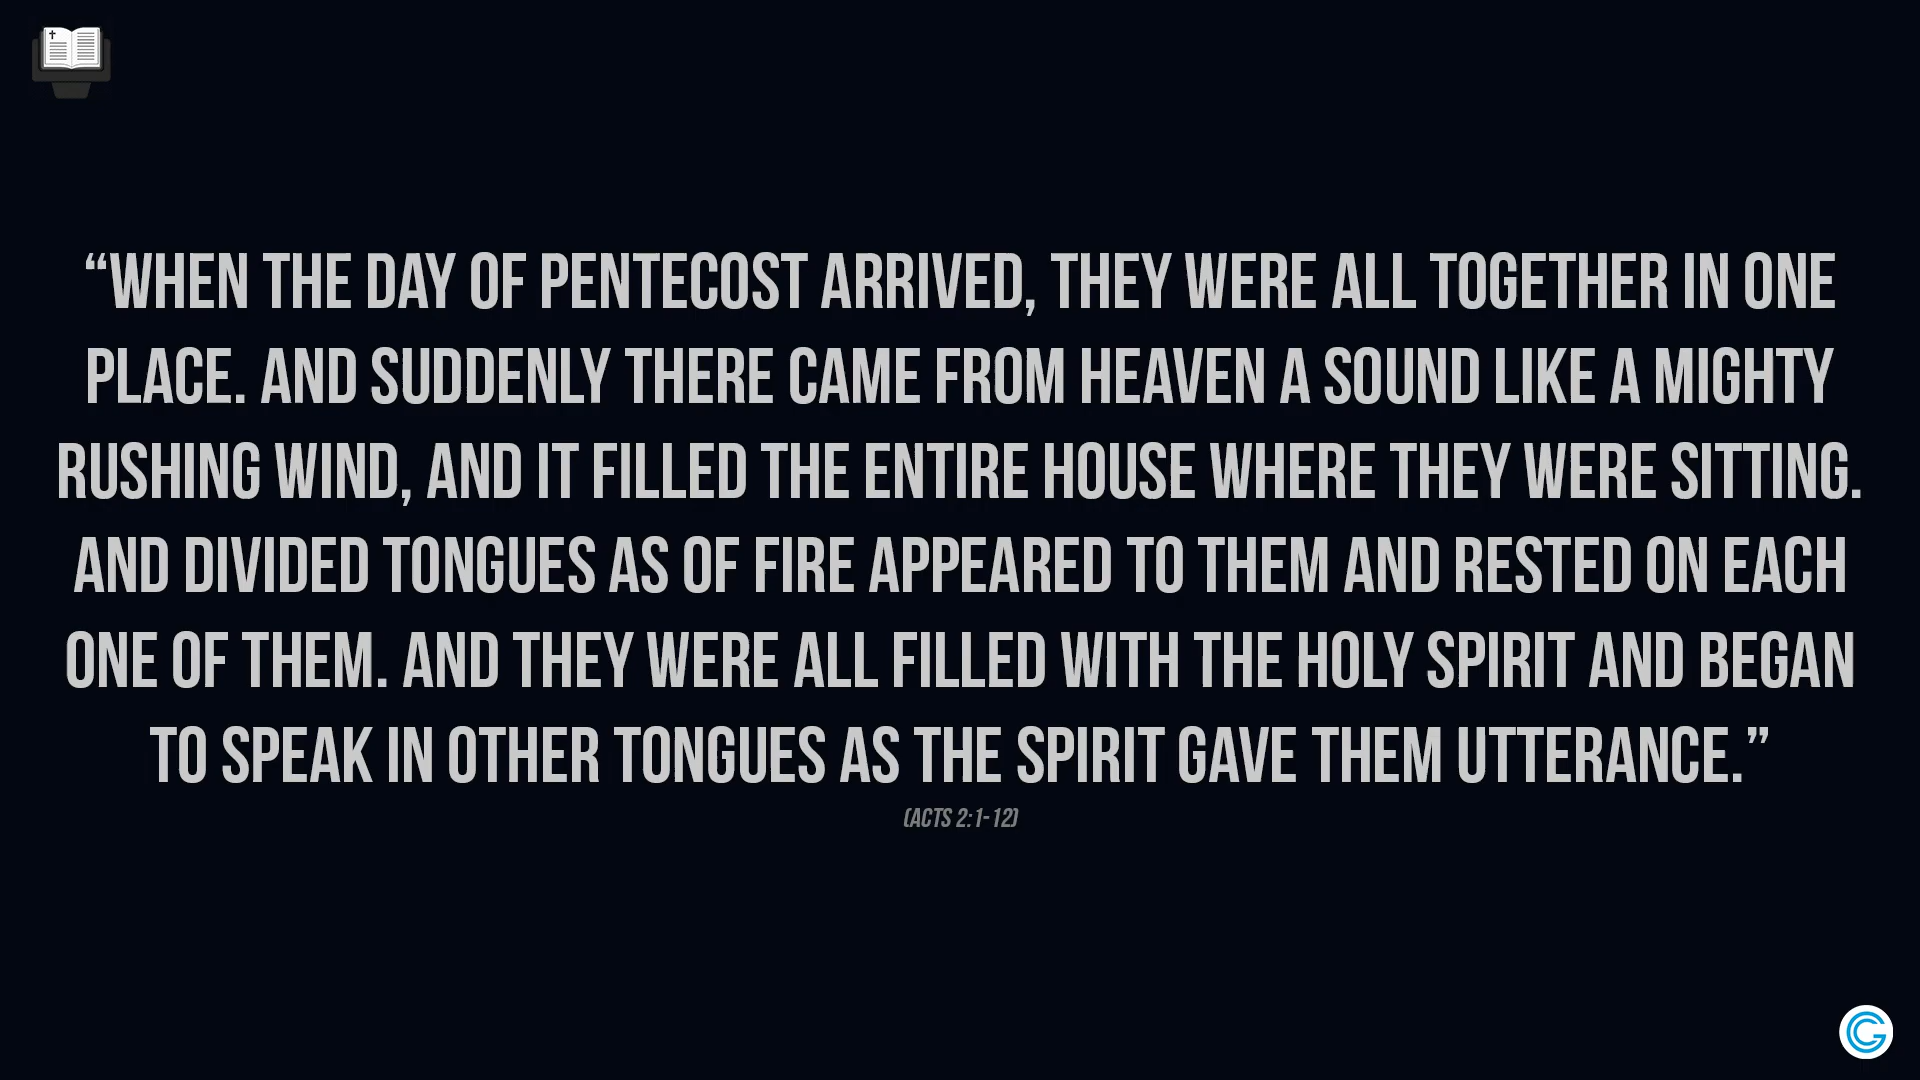 “WHEN THE DAY OF PENTECOST ARRIVED, THEY WERE ALL TOGETHER IN ONE
PLACE. AND SUDDENLY THERE CAME FROM HEAVEN A SOUND LIKE A MIGHTY
RUSHING WIND, AND IT FILLED THE ENTIRE HOUSE WHERE THEY WERE SITTING.
AND DIVIDED TONGUES AS OF FIRE APPEARED TO THEM AND RESTED ON EACH
ONE OF THEM. AND THEY WERE ALL FILLED WITH THE HOLY SPIRIT AND BEGAN
TO SPEAK IN OTHER TONGUES AS THE SPIRIT GAVE THEM UTTERANCE.”
(ACTS 2:1-12)